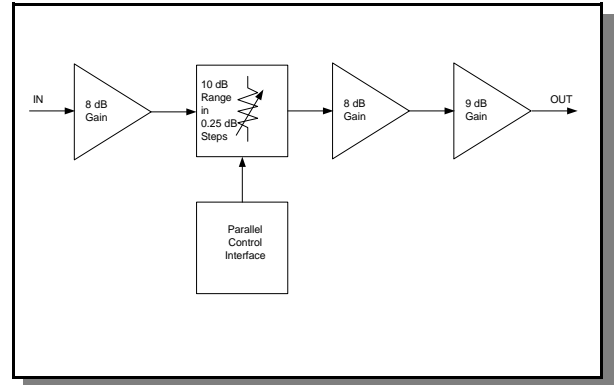 IN
8 dB
Gain
10 dB
Range
in
0.25 dB
Steps
8 dB
Gain
9 dB
Gain
OUT
Parallel
Control
Interface